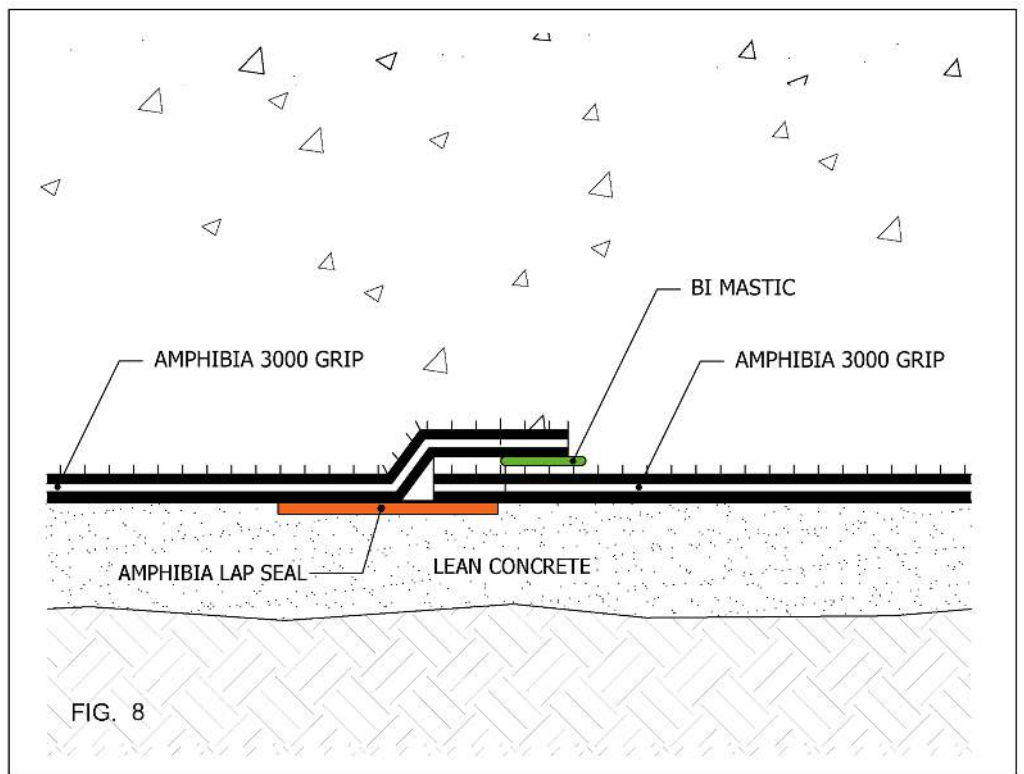 BI MASTIC
AMPHIBIA 3000 GRIP
AMPHIBIA 3000 GRIP
AMPHIBIA LAP SEAL
LEAN CONCRETE
FIG. 8